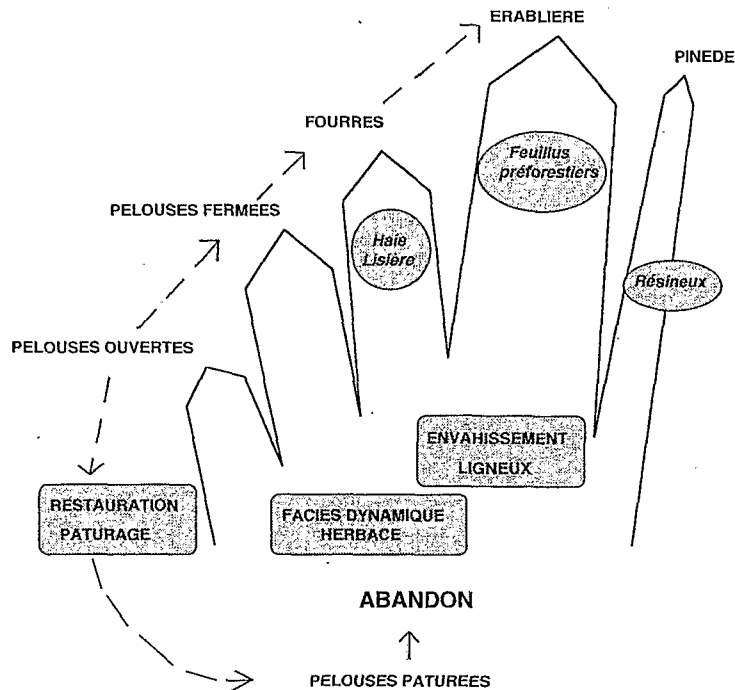 ERABLIERE
PINEDE
FOURRES
Feuillus
préforestiers
PELOUSES FERMEES
Haie
Lisière
Résineux
PELOUSES OUVERTES
ENVAHISSEMENT
LIGNEUX
RESTAURATION
PATURAGE
FACIES DYNAMIQUE
HERBACE
ABANDON
PELOUSES PATUREES